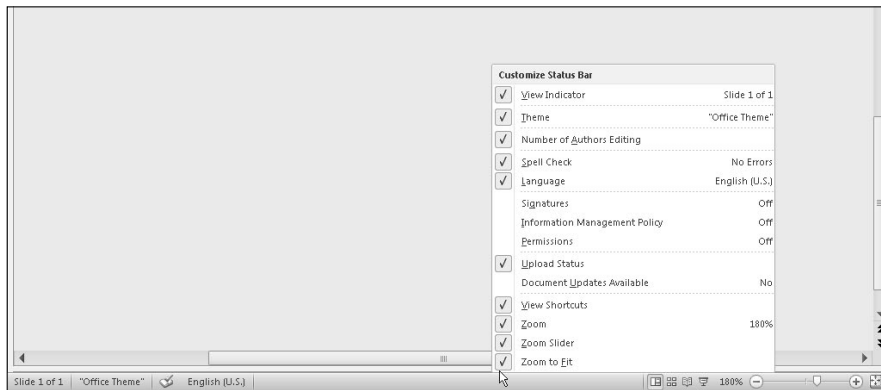 Customize Status Bar
View Indicator Slide 1 of 1
Theme "Office Theme"
Number of Authors Editing
Spell Check No Errors
Language English (U.S.)
Signatures Off
Information Management Policy Off
Permissions Off
Upload Status
Document Updates Available No
View Shortcuts
Zoom 180%
Zoom Slider
Zoom to Fit
Slide 1 of 1 "Office Theme" English (U.S.) 180%